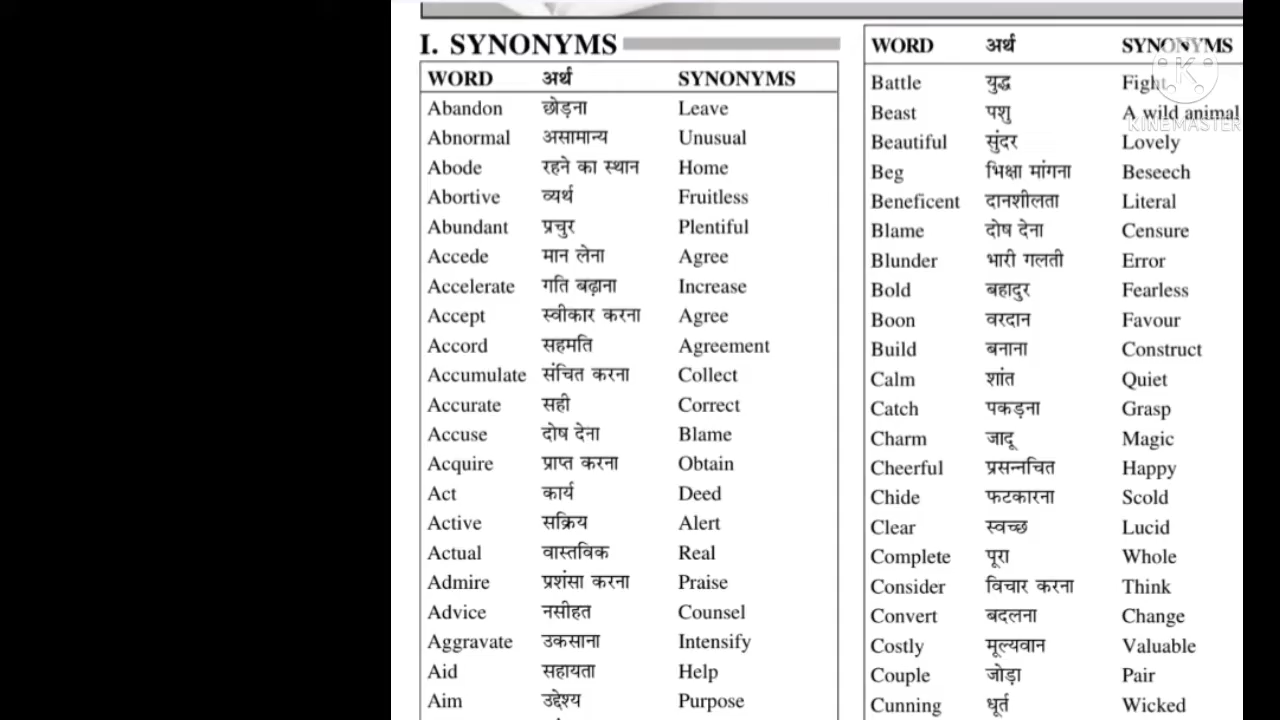 I. SYNONYMS
WORD अर्थ SYNONYMS
Abandon छोड़ना Leave
Abnormal असामान्य Unusual
Abode रहने का स्थान Home
Abortive व्यर्थ Fruitless
Abundant प्रचुर Plentiful
Accede मान लेना Agree
Accelerate गति बढ़ाना Increase
Accept स्वीकार करना Agree
Accord सहमति Agreement
Accumulate संचित करना Collect
Accurate सही Correct
Accuse दोष देना Blame
Acquire प्राप्त करना Obtain
Act कार्य Deed
Active सक्रिय Alert
Actual वास्तविक Real
Admire प्रशंसा करना Praise
Advice नसीहत Counsel
Aggravate उकसाना Intensify
Aid सहायता Help
Aim उद्देश्य Purpose
WORD अर्थ SYNONYMS
Battle युद्ध Fight
Beast पशु A wild animal
Beautiful सुंदर Lovely
Beg भिक्षा मांगना Beseech
Beneficent दानशीलता Literal
Blame दोष देना Censure
Blunder भारी गलती Error
Bold बहादुर Fearless
Boon वरदान Favour
Build बनाना Construct
Calm शांत Quiet
Catch पकड़ना Grasp
Charm जादू Magic
Cheerful प्रसन्नचित Happy
Chide फटकारना Scold
Clear स्वच्छ Lucid
Complete पूरा Whole
Consider विचार करना Think
Convert बदलना Change
Costly मूल्यवान Valuable
Couple जोड़ा Pair
Cunning धूर्त Wicked
K
KINEMASTER